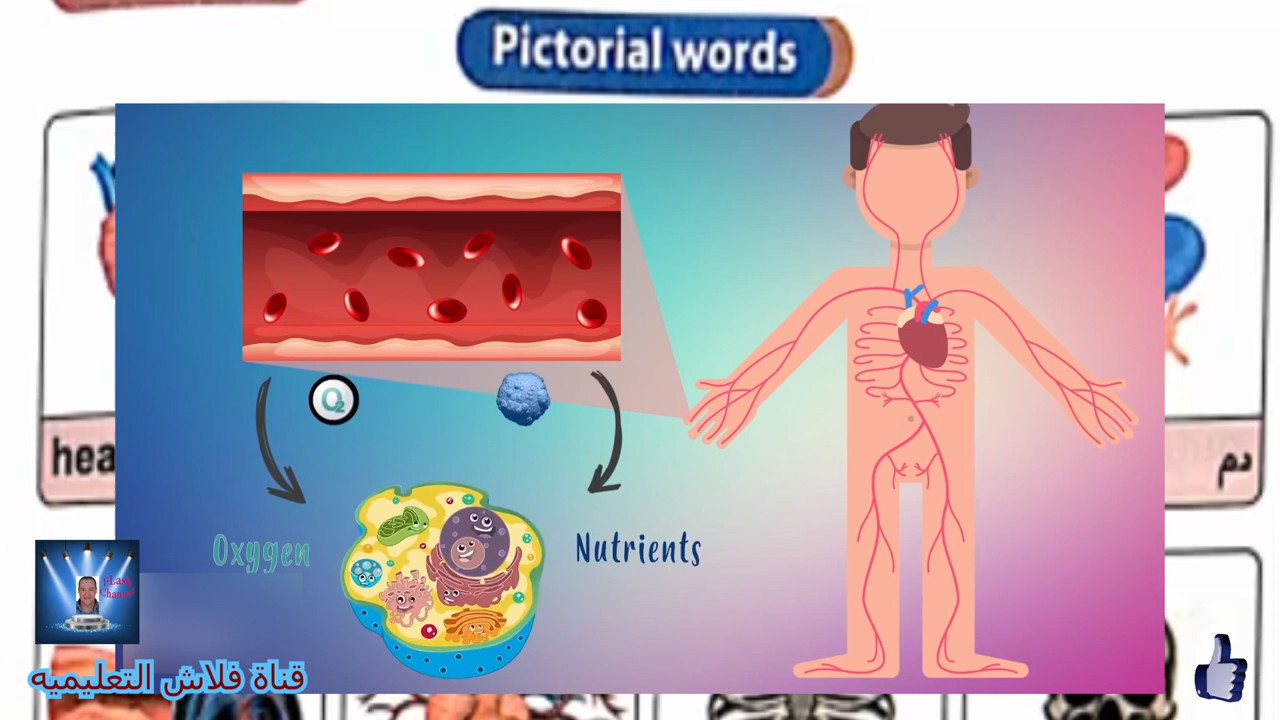 Pictorial words
hea
دم
O2
Oxygen
Nutrients
FLash
Channel
قناة فلاش التعليميه